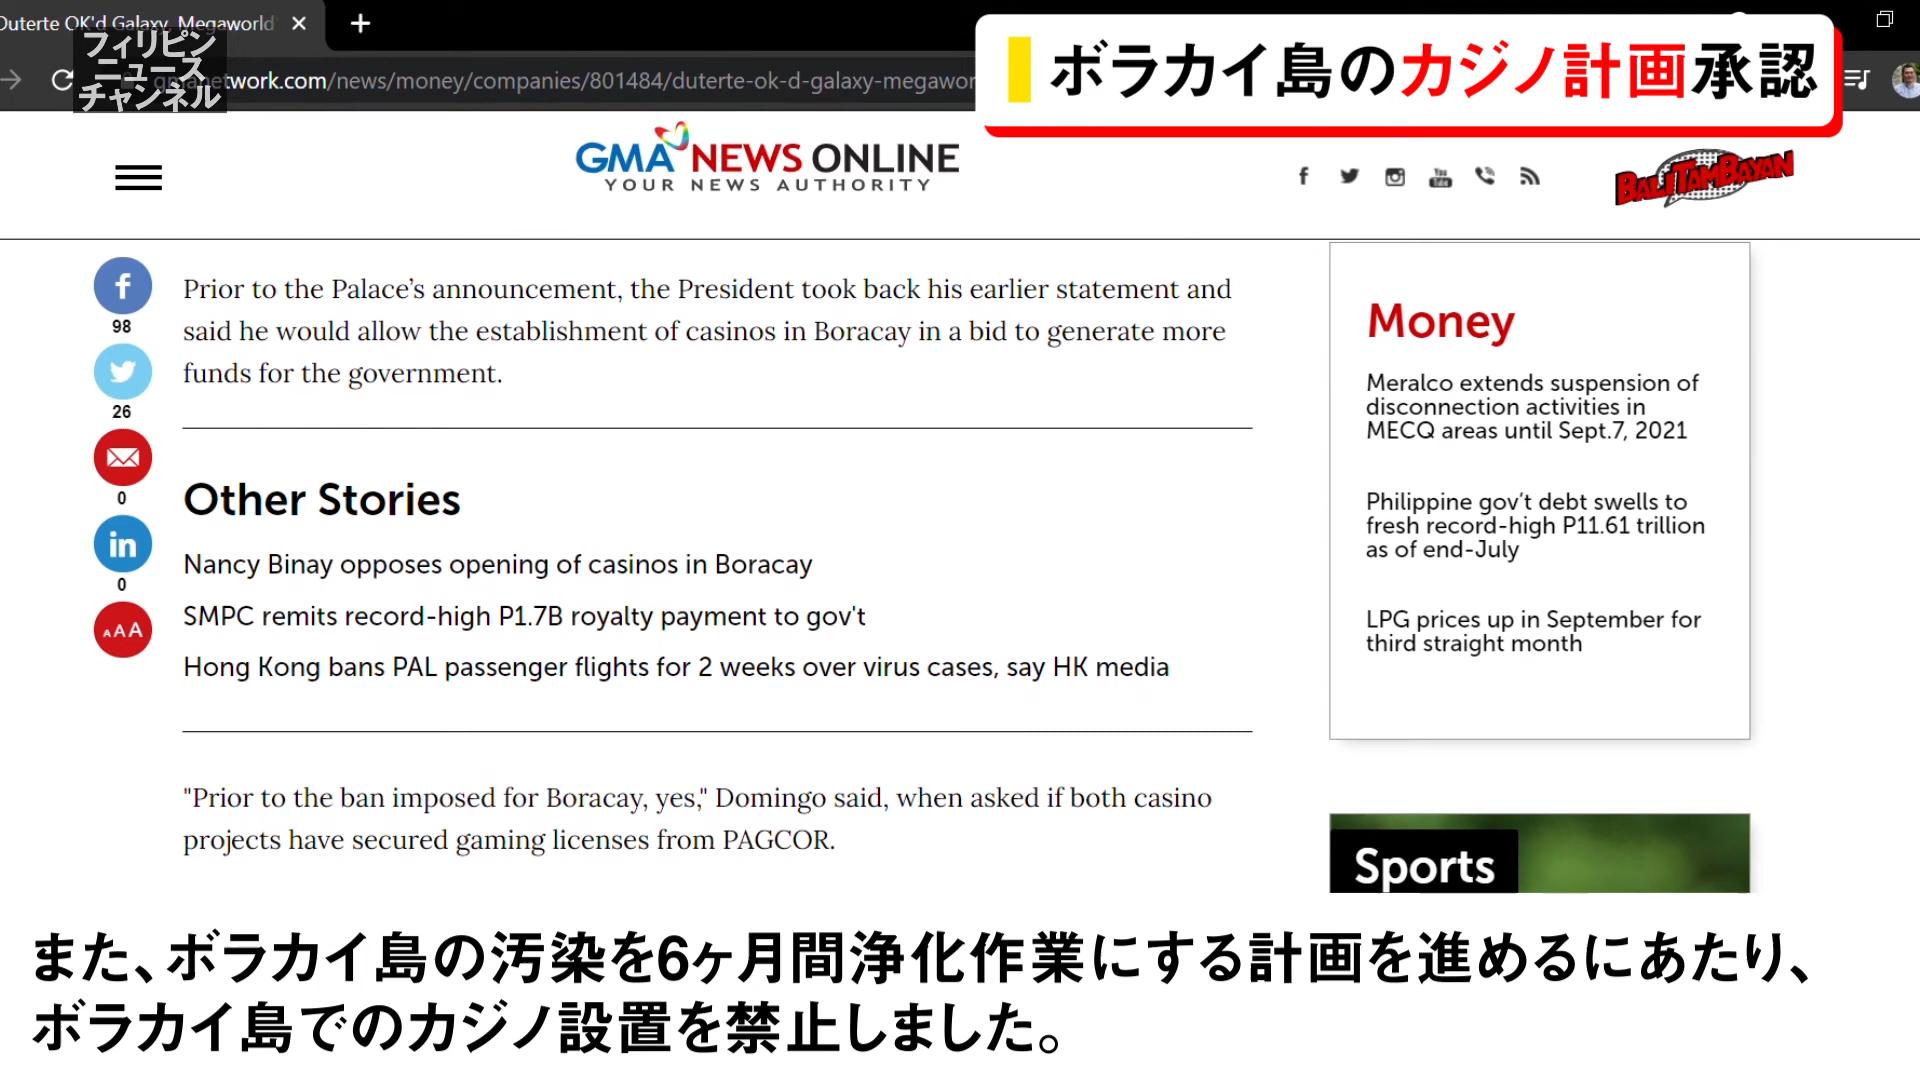 Duterte OK'd Galaxy, Megaworld
フィリピン
ニュース
チャンネル
etwork.com/news/money/companies/801484/duterte-ok-d-galaxy-megawor
ボラカイ島のカジノ計画承認
GMA NEWS ONLINE
YOUR NEWS AUTHORITY
BALITAMBAYAN
98
26
0
0
AAA
Prior to the Palace’s announcement, the President took back his earlier statement and
said he would allow the establishment of casinos in Boracay in a bid to generate more
funds for the government.
Other Stories
Nancy Binay opposes opening of casinos in Boracay
SMPC remits record-high P1.7B royalty payment to gov't
Hong Kong bans PAL passenger flights for 2 weeks over virus cases, say HK media
"Prior to the ban imposed for Boracay, yes," Domingo said, when asked if both casino
projects have secured gaming licenses from PAGCOR.
Money
Meralco extends suspension of
disconnection activities in
MECQ areas until Sept.7, 2021
Philippine gov’t debt swells to
fresh record-high P11.61 trillion
as of end-July
LPG prices up in September for
third straight month
Sports
また、ボラカイ島の汚染を6ヶ月間浄化作業にする計画を進めるにあたり、
ボラカイ島でのカジノ設置を禁止しました。